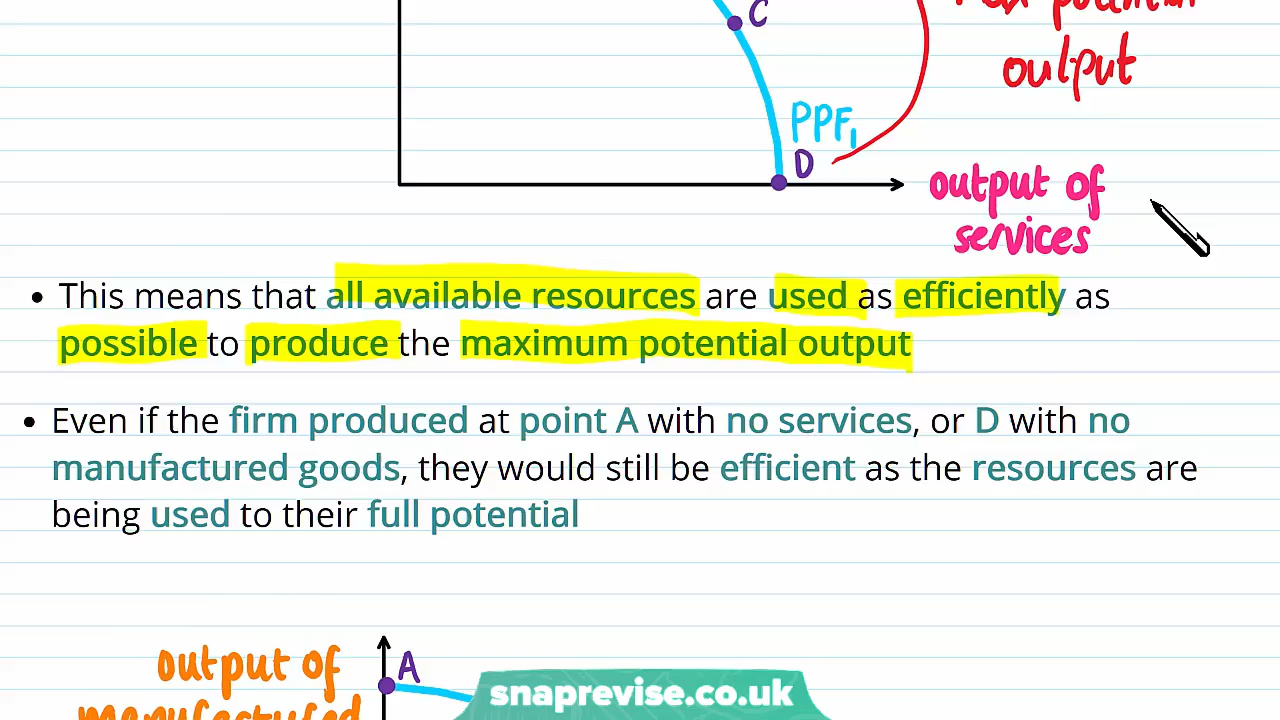 C
potential
output
PPF1
D
output of
services
• This means that all available resources are used as efficiently as
possible to produce the maximum potential output
• Even if the firm produced at point A with no services, or D with no
manufactured goods, they would still be efficient as the resources are
being used to their full potential
output of
manufactured
A
snaprevise.co.uk